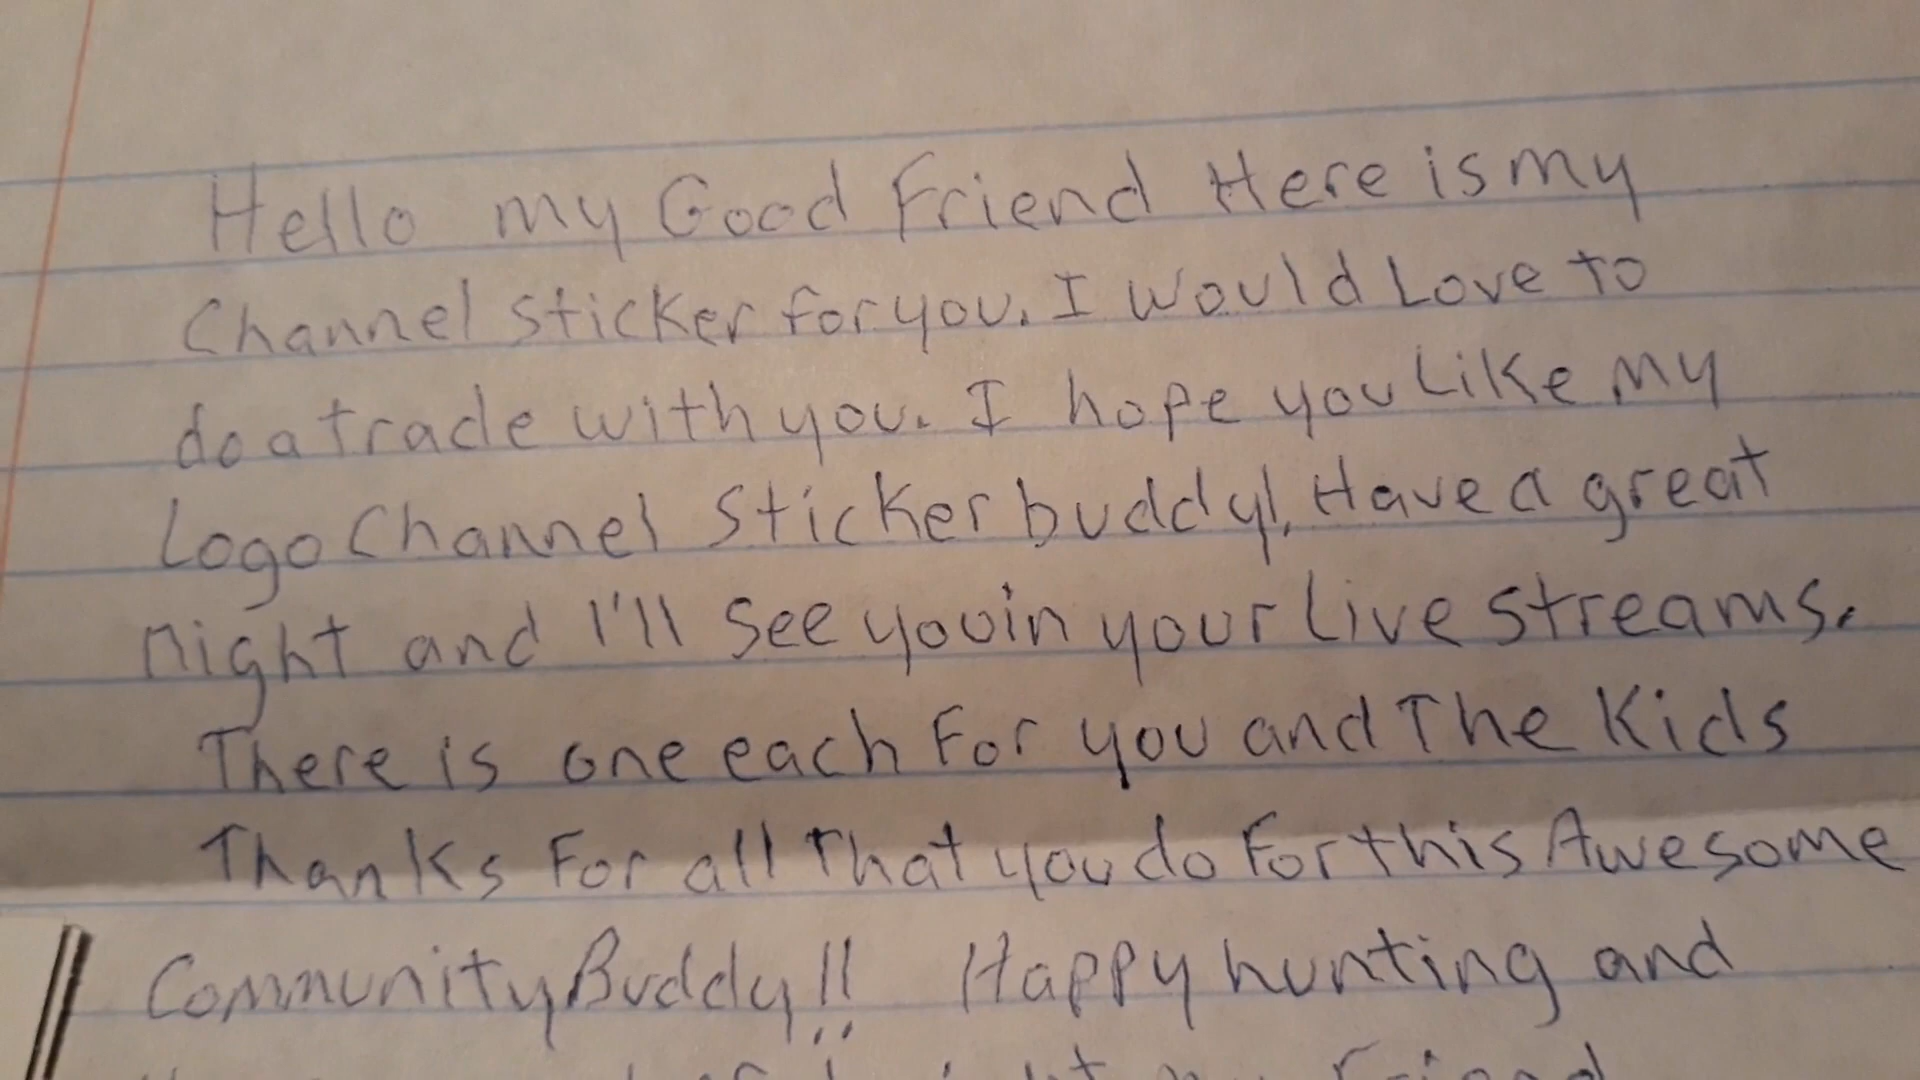 Hello my Good Friend Here is my
Channel Sticker for you. I Would Love to
do a trade with you. I hope you Like My
Logo Channel Sticker buddy!. Have a great
night and I'll See you in your Live Streams.
There is one each For you and The Kids
Thanks For all That you do For this Awesome
Community Buddy!! Happy hunting and